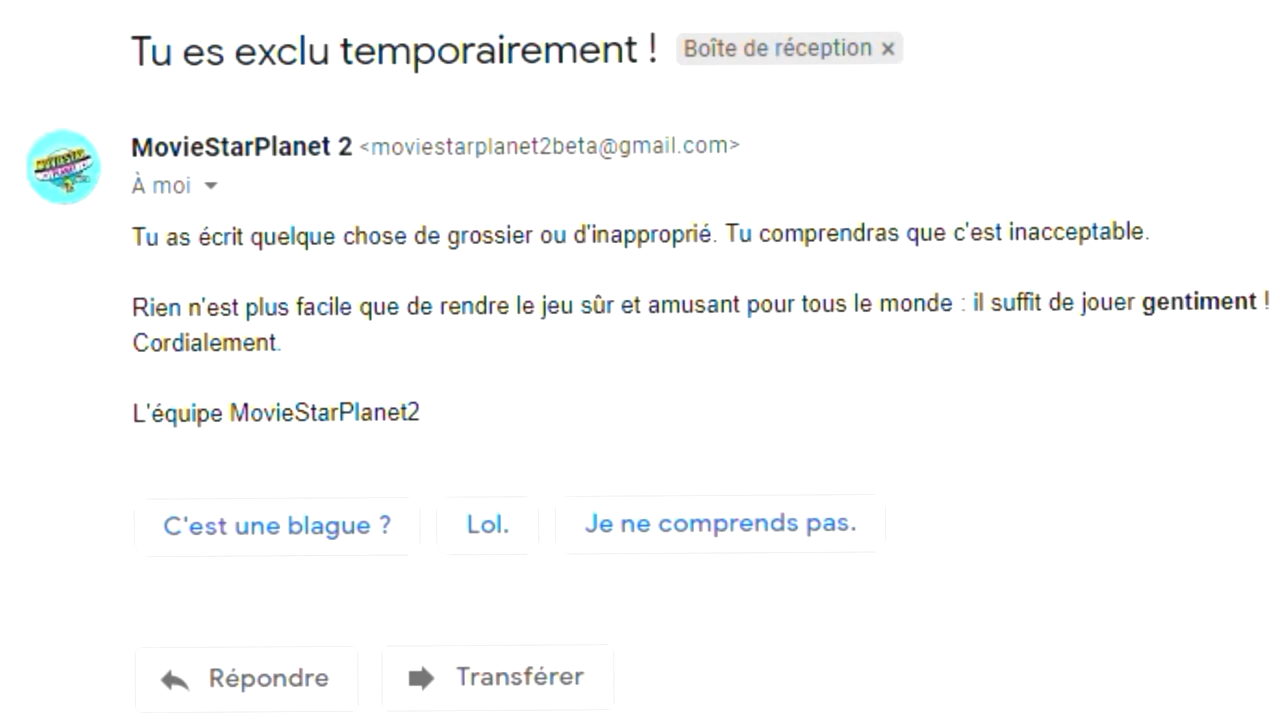 Tu es exclu temporairement ! Boîte de réception ×
MovieStarPlanet 2 <moviestarplanet2beta@gmail.com>
À moi
Tu as écrit quelque chose de grossier ou d'inapproprié. Tu comprendras que c'est inacceptable.
Rien n'est plus facile que de rendre le jeu sûr et amusant pour tous le monde : il suffit de jouer gentiment !
Cordialement.
L'équipe MovieStarPlanet2
C'est une blague ? Lol. Je ne comprends pas.
Répondre Transférer